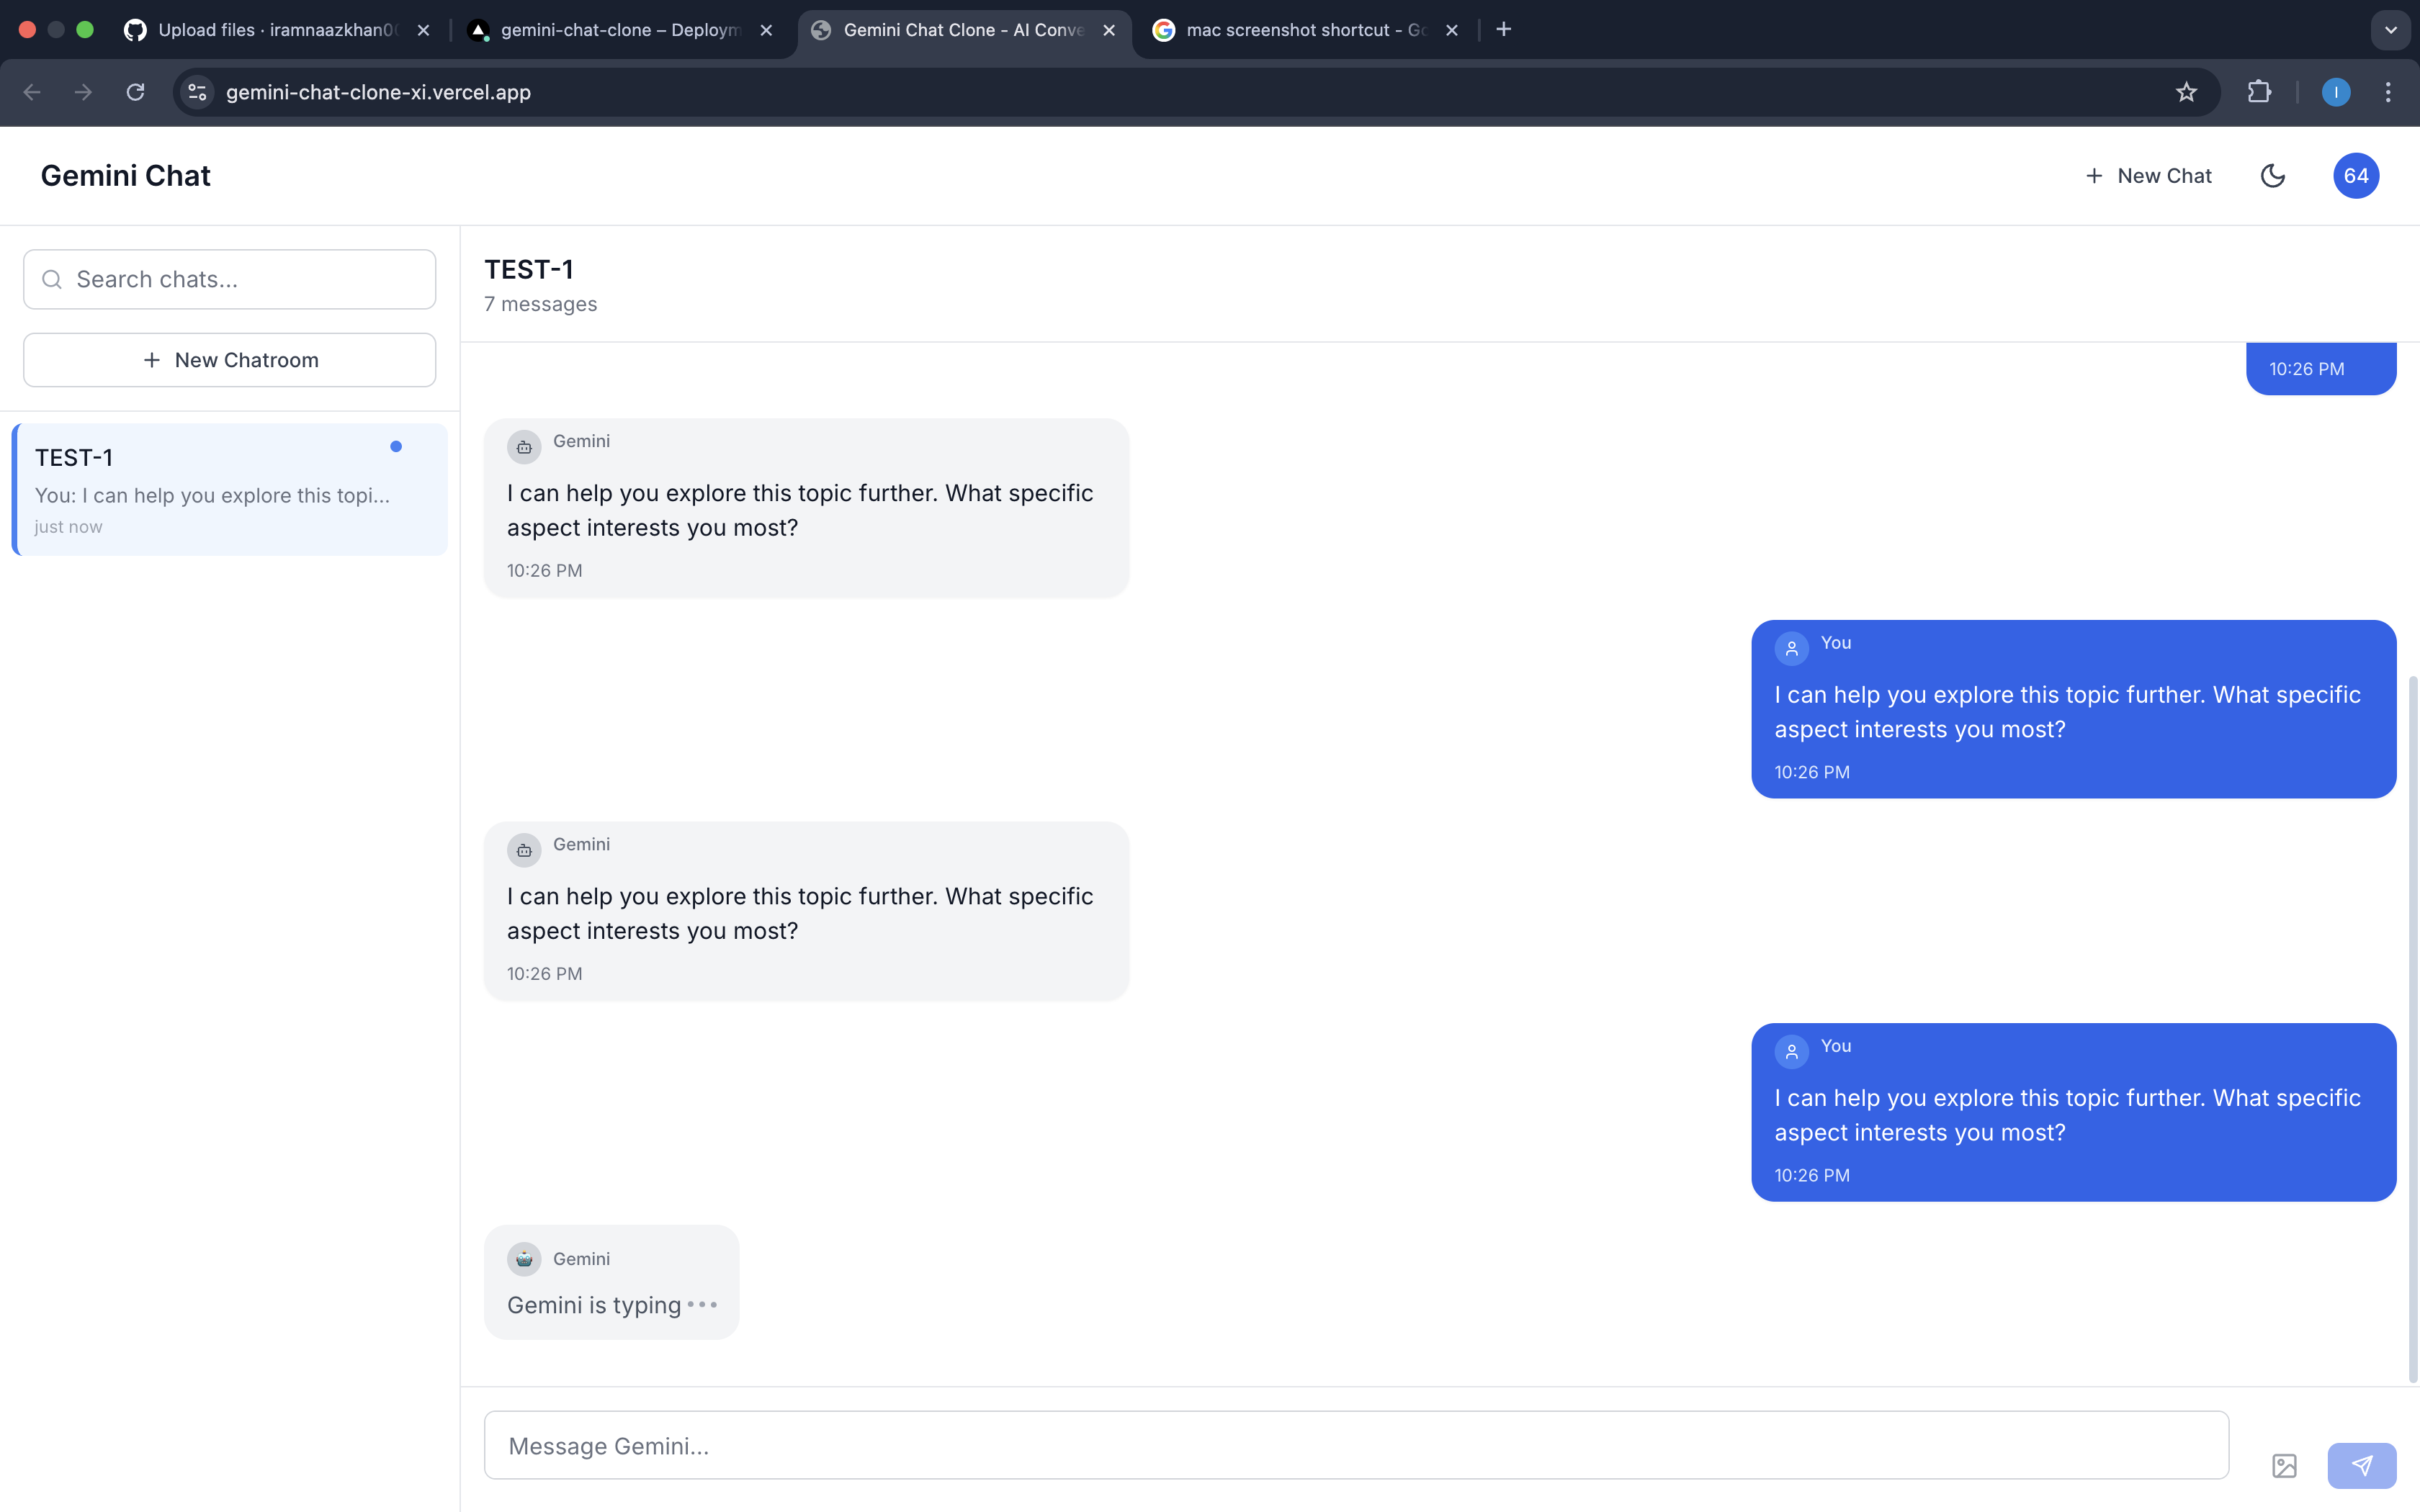 Upload files · iramnaazkhan0
gemini-chat-clone – Deploym
Gemini Chat Clone - AI Conve
mac screenshot shortcut - Go
gemini-chat-clone-xi.vercel.app
I
Gemini Chat
New Chat
64
Search chats...
New Chatroom
TEST-1
You: I can help you explore this topi...
just now
TEST-1
7 messages
10:26 PM
Gemini
I can help you explore this topic further. What specific
aspect interests you most?
10:26 PM
You
I can help you explore this topic further. What specific
aspect interests you most?
10:26 PM
Gemini
I can help you explore this topic further. What specific
aspect interests you most?
10:26 PM
You
I can help you explore this topic further. What specific
aspect interests you most?
10:26 PM
Gemini
Gemini is typing
Message Gemini...